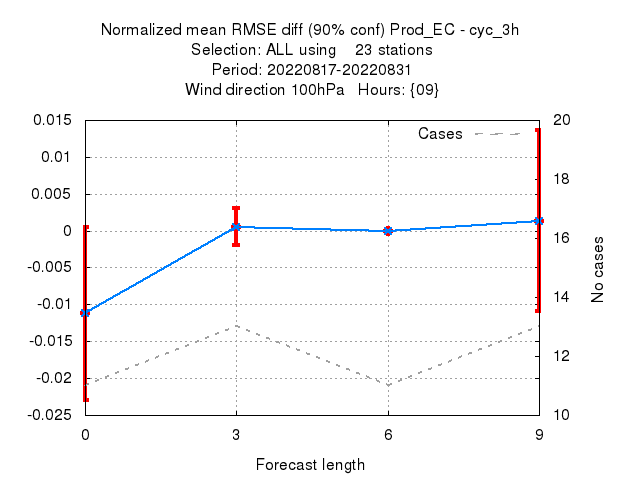 Normalized mean RMSE diff (90% conf) Prod_EC - cyc_3h
Selection: ALL using    23 stations
Period: 20220817-20220831
Wind direction 100hPa   Hours: {09}
Cases
0.015
0.01
0.005
0
-0.005
-0.01
-0.015
-0.02
-0.025
20
18
16
14
12
10
No cases
0
3
6
9
Forecast length